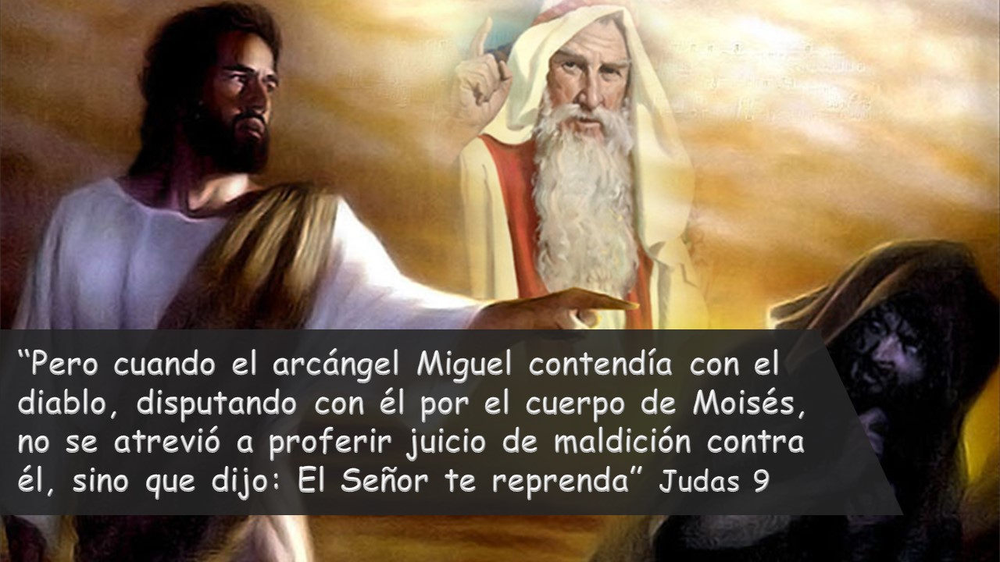 “Pero cuando el arcángel Miguel contendía con el
diablo, disputando con él por el cuerpo de Moisés,
no se atrevió a proferir juicio de maldición contra
él, sino que dijo: El Señor te reprenda” Judas 9